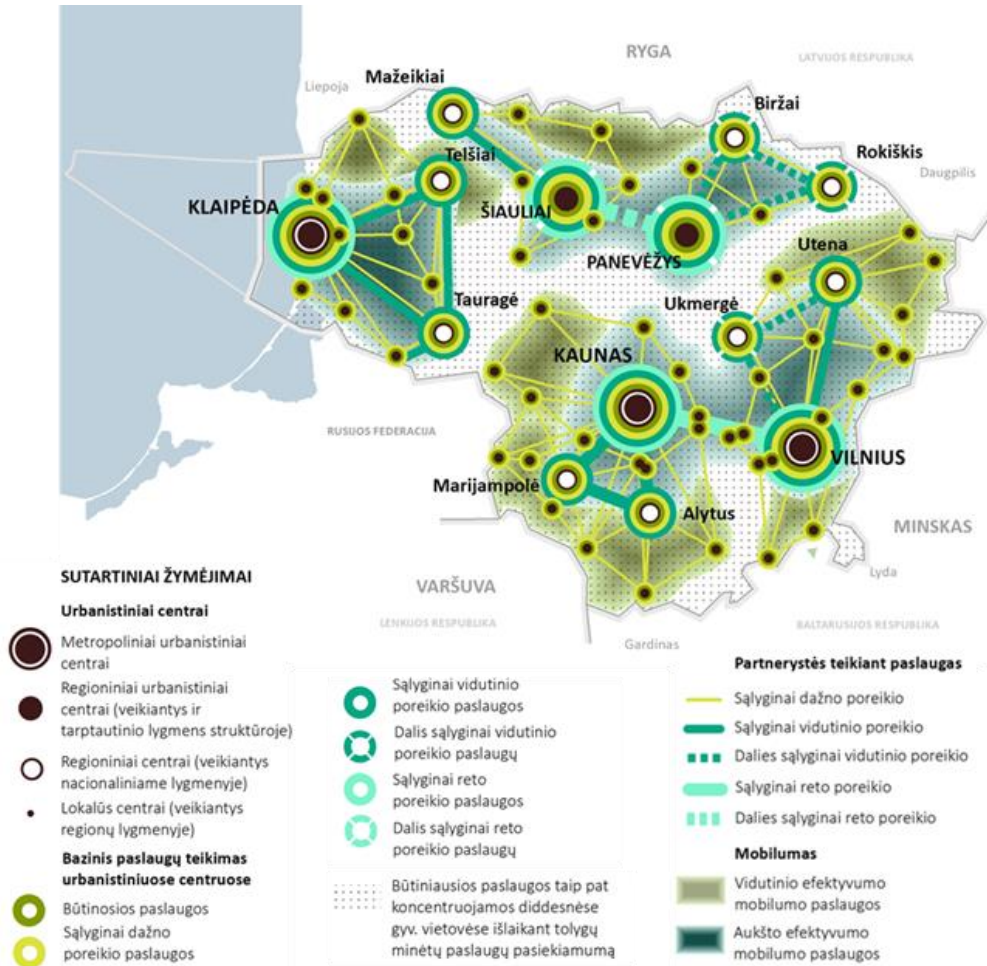 RYGA
LATVIJOS RESPUBLIKA
Mažeikiai
Liepoja
Biržai
Telšiai
Rokiškis
Daugpilis
KLAIPĖDA
ŠIAULIAI
PANEVĖŽYS
Utena
Tauragė
Ukmergė
KAUNAS
RUSIJOS FEDERACIJA
VILNIUS
Marijampolė
Alytus
MINSKAS
VARŠUVA
Lyda
LENKIJOS RESPUBLIKA
Gardinas
BALTARUSIJOS RESPUBLIKA
SUTARTINIAI ŽYMĖJIMAI
Urbanistiniai centrai
Metropoliniai urbanistiniai
centrai
Regioniniai urbanistiniai
centrai (veikiantys ir
tarptautinio lygmens struktūroje)
Regioniniai centrai (veikiantys
nacionaliniame lygmenyje)
Lokalūs centrai (veikiantys
regionų lygmenyje)
Bazinis paslaugų teikimas
urbanistiniuose centruose
Būtinosios paslaugos
Sąlyginai dažno
poreikio paslaugos
Sąlyginai vidutinio
poreikio paslaugos
Dalis sąlyginai vidutinio
poreikio paslaugų
Sąlyginai reto
poreikio paslaugos
Dalis sąlyginai reto
poreikio paslaugų
Būtiniausios paslaugos taip pat
koncentruojamos didesnėse
gyv. vietovėse išlaikant tolygų
minėtų paslaugų pasiekiamumą
Partnerystės teikiant paslaugas
Sąlyginai dažno poreikio
Sąlyginai vidutinio poreikio
Dalies sąlyginai vidutinio poreikio
Sąlyginai reto poreikio
Dalies sąlyginai reto poreikio
Mobilumas
Vidutinio efektyvumo
mobilumo paslaugos
Aukšto efektyvumo
mobilumo paslaugos